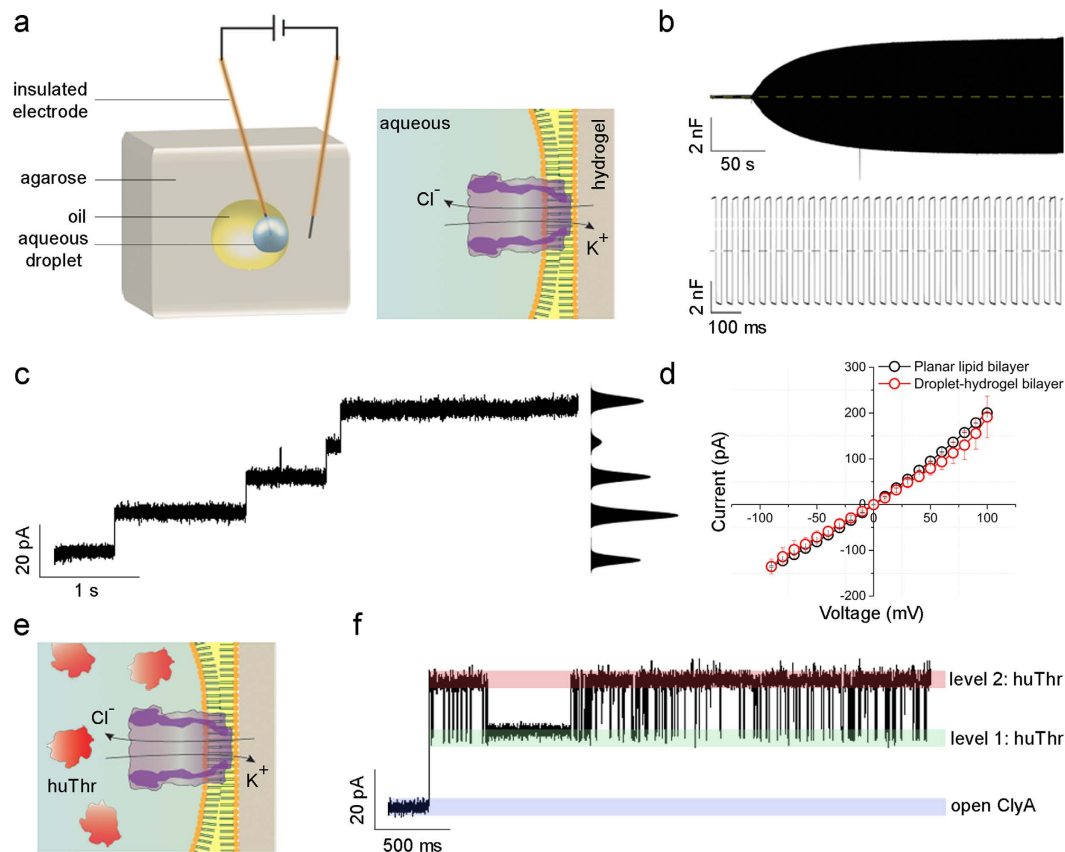 a
insulated
electrode
agarose
oil
aqueous
droplet
aqueous
hydrogel
Cl⁻
K⁺
b
2 nF
50 s
2 nF
100 ms
c
20 pA
1 s
d
Planar lipid bilayer
Droplet-hydrogel bilayer
300
200
100
-100
-200
-100
-50
0
50
100
Current (pA)
Voltage (mV)
e
Cl⁻
huThr
K⁺
f
level 2: huThr
level 1: huThr
open ClyA
20 pA
500 ms